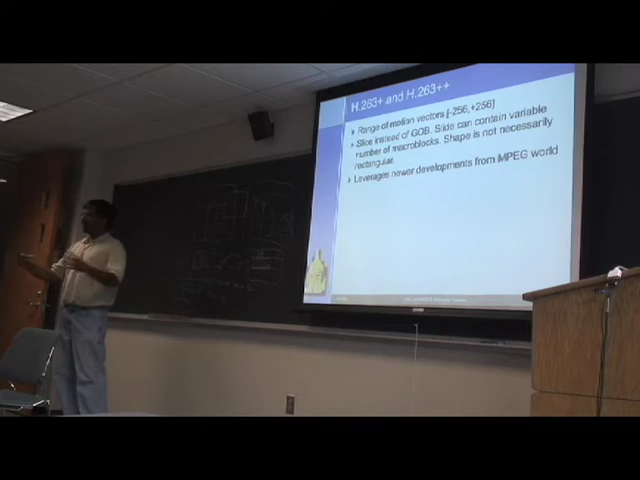 H.263+ and H.263++
Range of motion vectors [-256,+256]
Slice instead of GOB. Slide can contain variable
number of macroblocks. Shape is not necessarily
rectangular.
Leverages newer developments from MPEG world